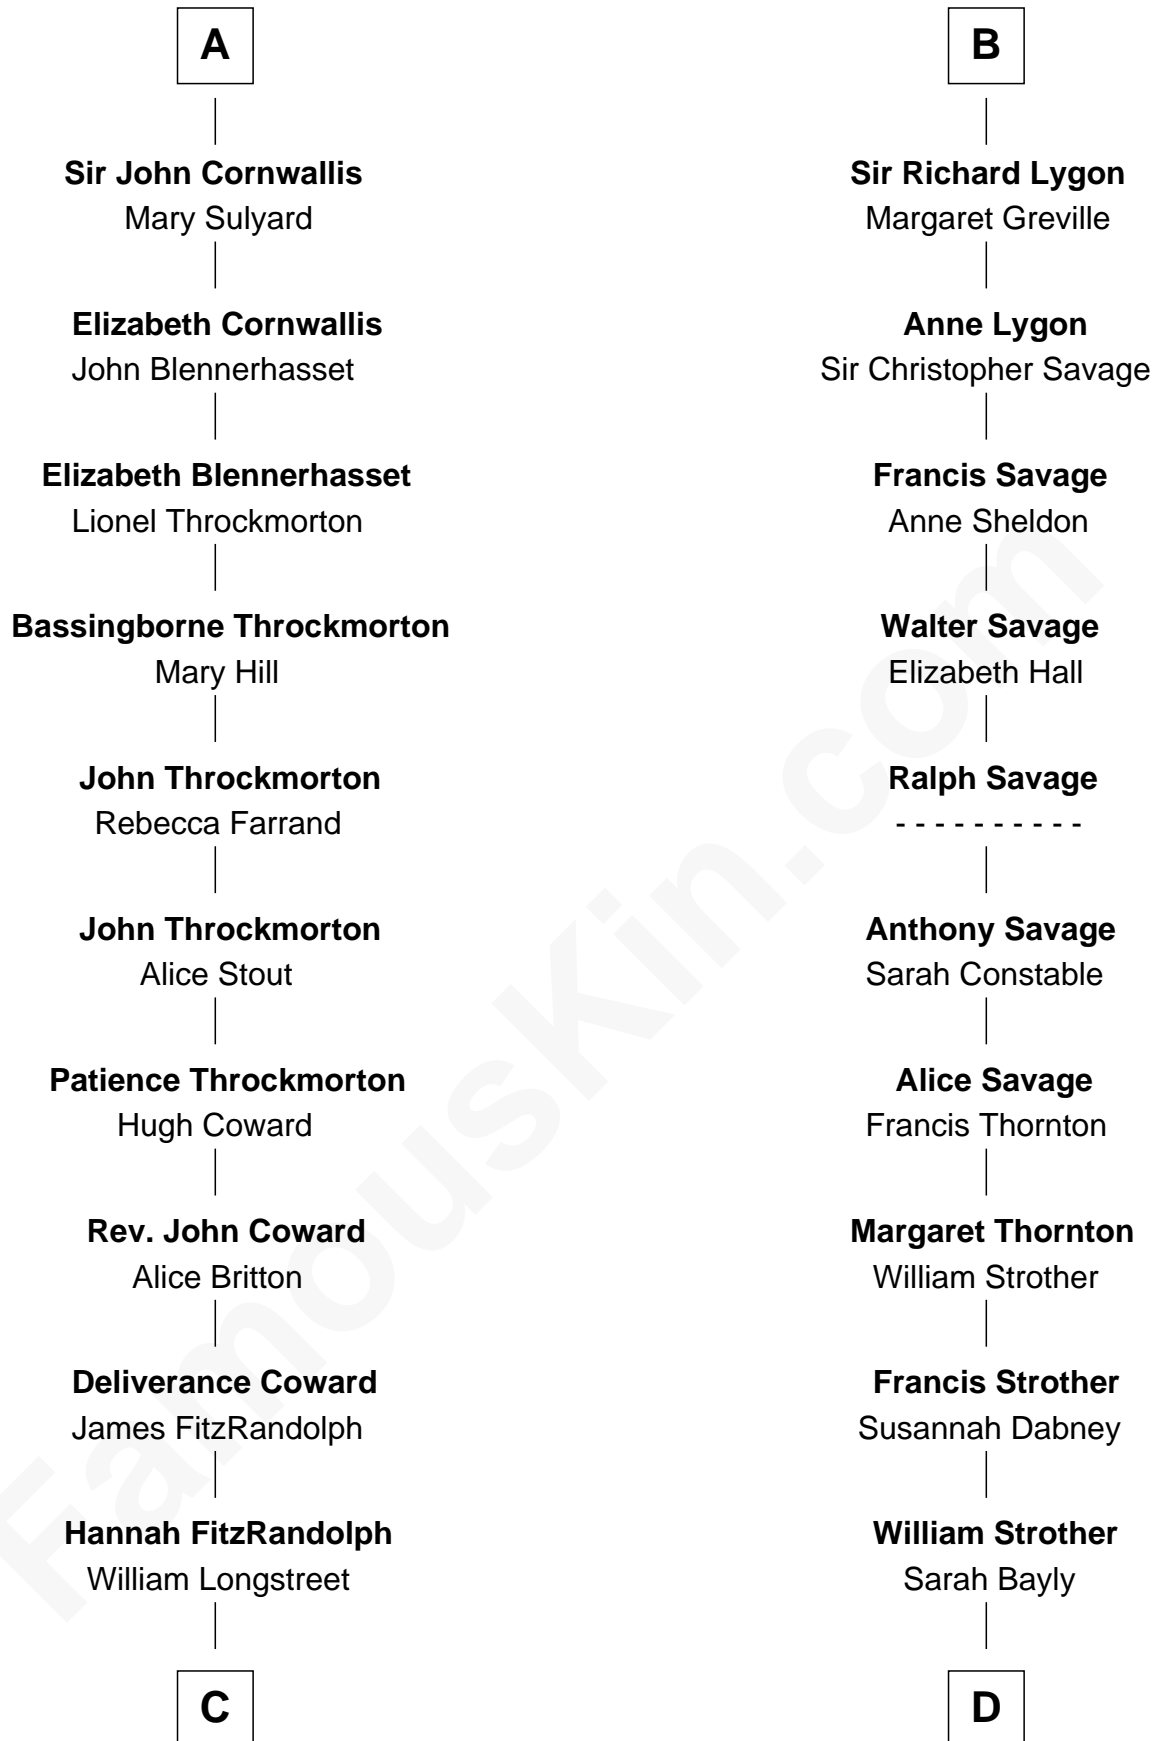 A
Sir John Cornwallis
Mary Sulyard
Elizabeth Cornwallis
John Blennerhasset
Elizabeth Blennerhasset
Lionel Throckmorton
Bassingborne Throckmorton
Mary Hill
John Throckmorton
Rebecca Farrand
John Throckmorton
Alice Stout
Patience Throckmorton
Hugh Coward
Rev. John Coward
Alice Britton
Deliverance Coward
James FitzRandolph
Hannah FitzRandolph
William Longstreet
C
B
Sir Richard Lygon
Margaret Greville
Anne Lygon
Sir Christopher Savage
Francis Savage
Anne Sheldon
Walter Savage
Elizabeth Hall
Ralph Savage
- - - - - - - - - -
Anthony Savage
Sarah Constable
Alice Savage
Francis Thornton
Margaret Thornton
William Strother
Francis Strother
Susannah Dabney
William Strother
Sarah Bayly
D
FamousKin.com